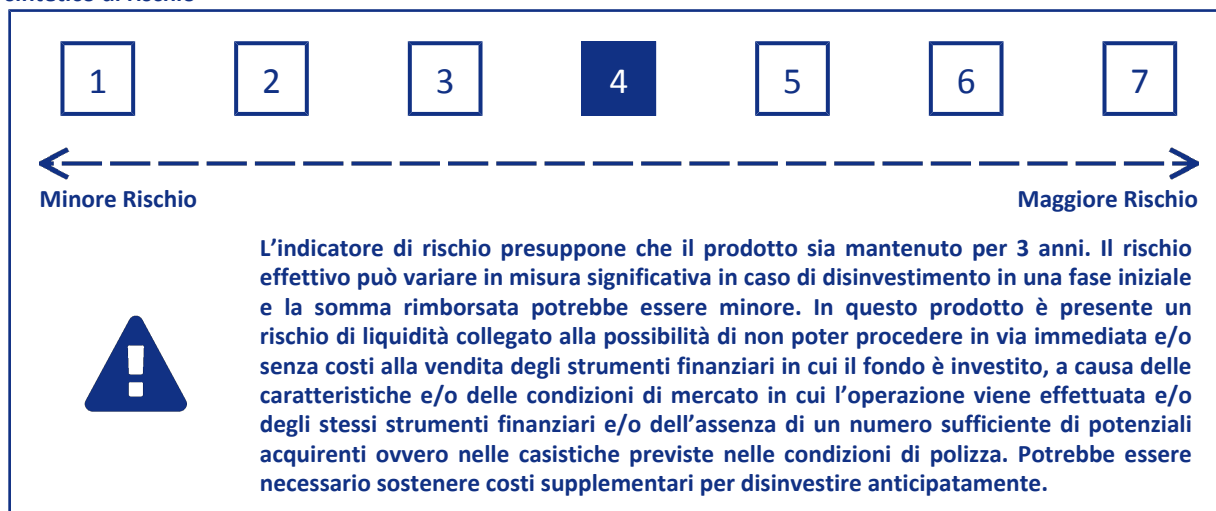 sintetico di rischio
1 2 3 4 5 6 7
Minore Rischio Maggiore Rischio
L’indicatore di rischio presuppone che il prodotto sia mantenuto per 3 anni. Il rischio
effettivo può variare in misura significativa in caso di disinvestimento in una fase iniziale
e la somma rimborsata potrebbe essere minore. In questo prodotto è presente un
rischio di liquidità collegato alla possibilità di non poter procedere in via immediata e/o
senza costi alla vendita degli strumenti finanziari in cui il fondo è investito, a causa delle
caratteristiche e/o delle condizioni di mercato in cui l’operazione viene effettuata e/o
degli stessi strumenti finanziari e/o dell’assenza di un numero sufficiente di potenziali
acquirenti ovvero nelle casistiche previste nelle condizioni di polizza. Potrebbe essere
necessario sostenere costi supplementari per disinvestire anticipatamente.